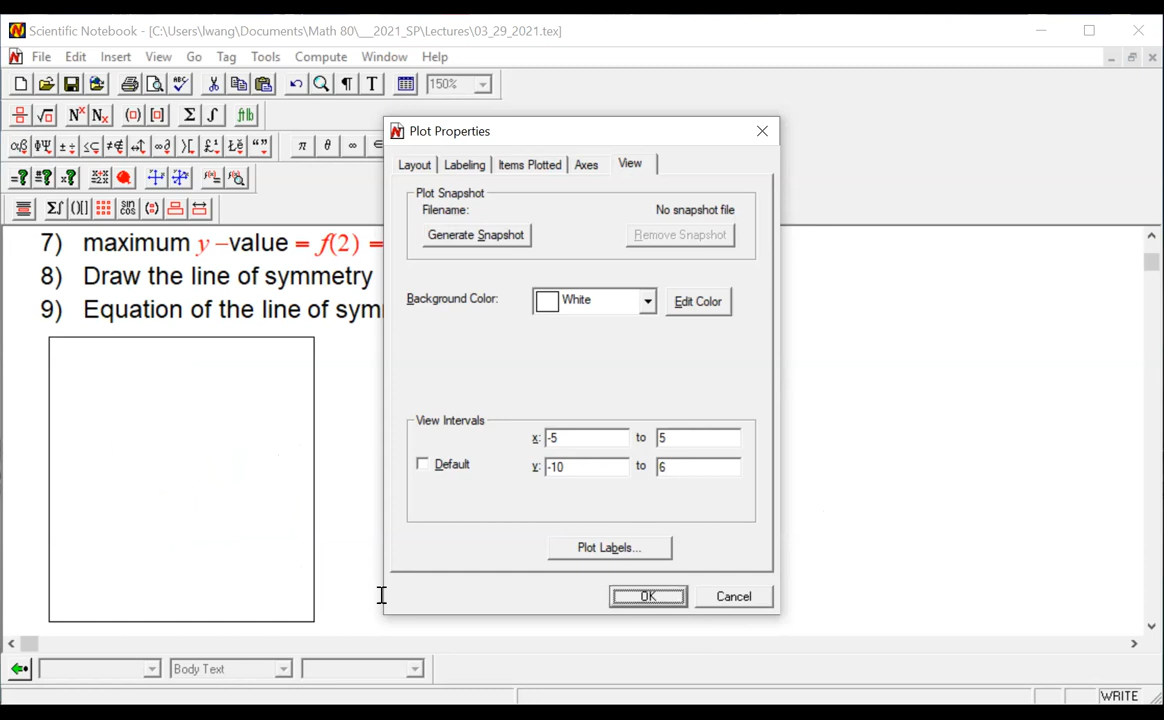 Scientific Notebook - [C:\Users\lwang\Documents\Math 80\__2021_SP\Lectures\03_29_2021.tex]
File Edit Insert View Go Tag Tools Compute Window Help
150%
Plot Properties
Layout Labeling Items Plotted Axes View
Plot Snapshot
Filename: No snapshot file
Generate Snapshot Remove Snapshot
Background Color: White Edit Color
View Intervals
x: -5 to 5
Default
y: -10 to 6
Plot Labels...
OK Cancel
7) maximum y –value = f(2) =
8) Draw the line of symmetry
9) Equation of the line of sym
Body Text
WRITE